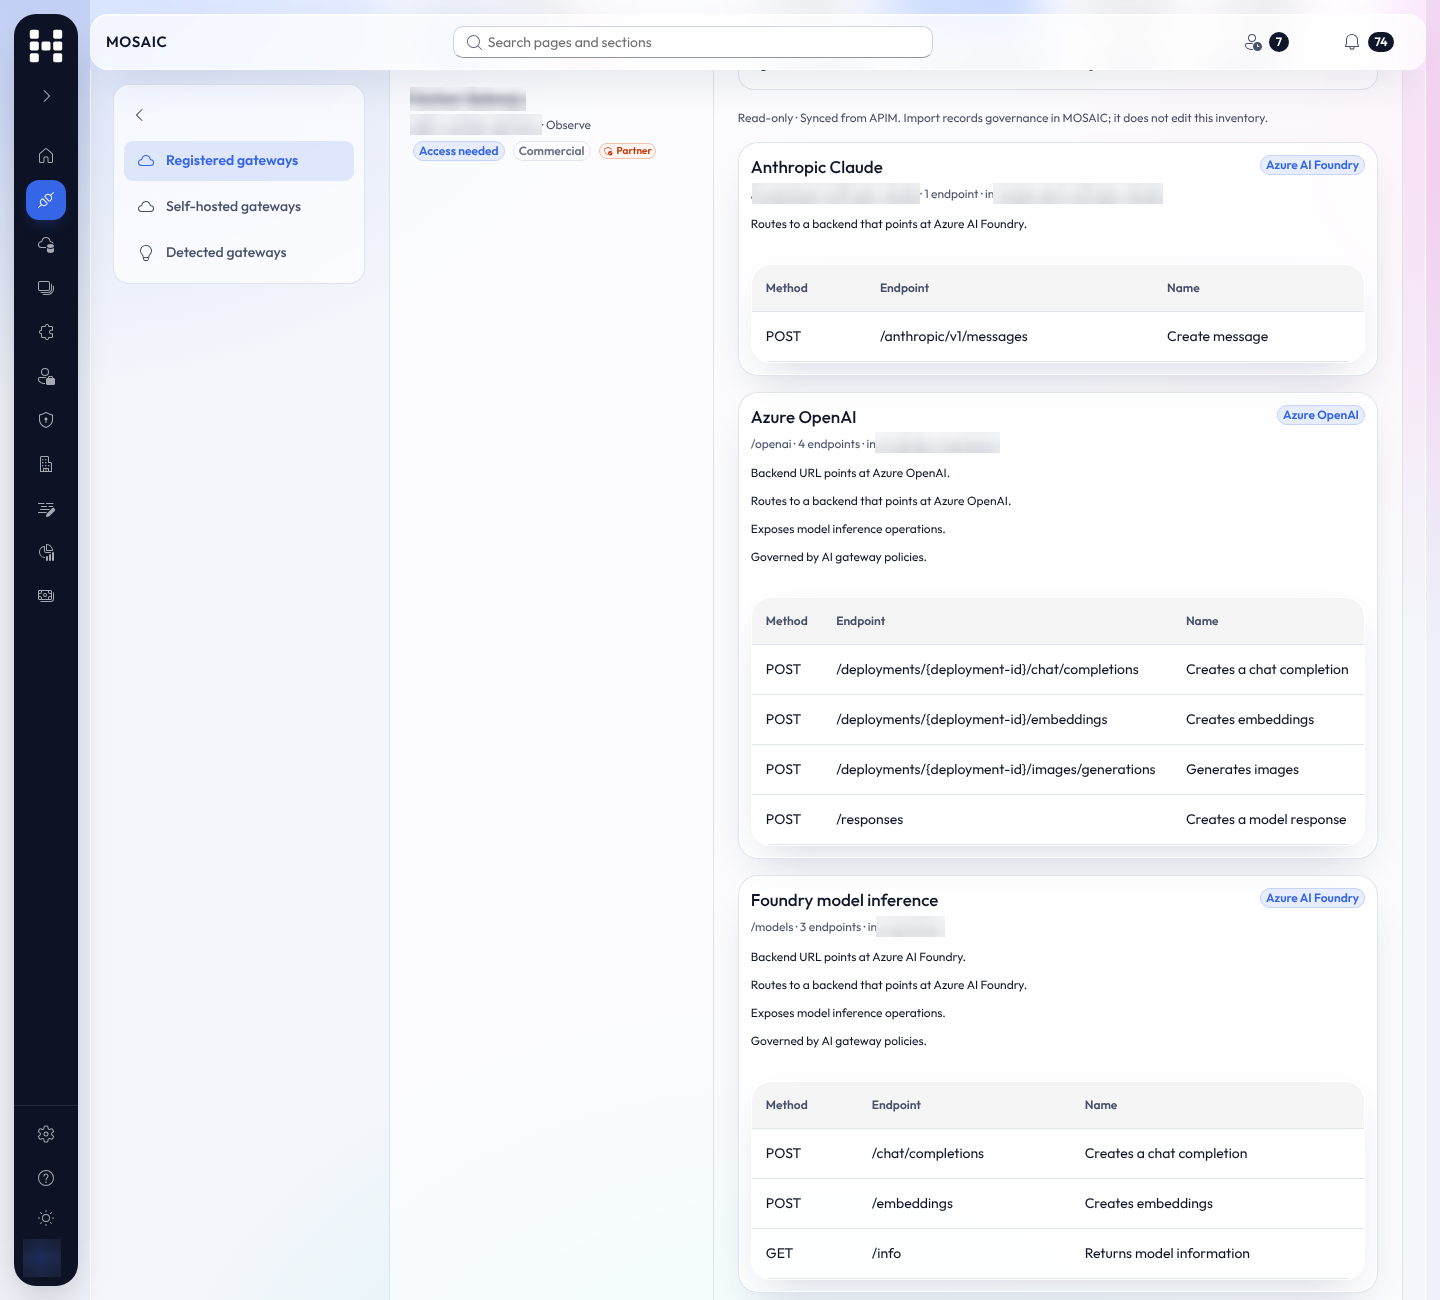 MOSAIC
Search pages and sections
7
74
Registered gateways
Self-hosted gateways
Detected gateways
· Observe
Access needed
Commercial
Partner
Read-only · Synced from APIM. Import records governance in MOSAIC; it does not edit this inventory.
Anthropic Claude
Azure AI Foundry
· 1 endpoint · in
Routes to a backend that points at Azure AI Foundry.
Method Endpoint Name
POST /anthropic/v1/messages Create message
Azure OpenAI
Azure OpenAI
/openai · 4 endpoints · in
Backend URL points at Azure OpenAI.
Routes to a backend that points at Azure OpenAI.
Exposes model inference operations.
Governed by AI gateway policies.
Method Endpoint Name
POST /deployments/{deployment-id}/chat/completions Creates a chat completion
POST /deployments/{deployment-id}/embeddings Creates embeddings
POST /deployments/{deployment-id}/images/generations Generates images
POST /responses Creates a model response
Foundry model inference
Azure AI Foundry
/models · 3 endpoints · in
Backend URL points at Azure AI Foundry.
Routes to a backend that points at Azure AI Foundry.
Exposes model inference operations.
Governed by AI gateway policies.
Method Endpoint Name
POST /chat/completions Creates a chat completion
POST /embeddings Creates embeddings
GET /info Returns model information